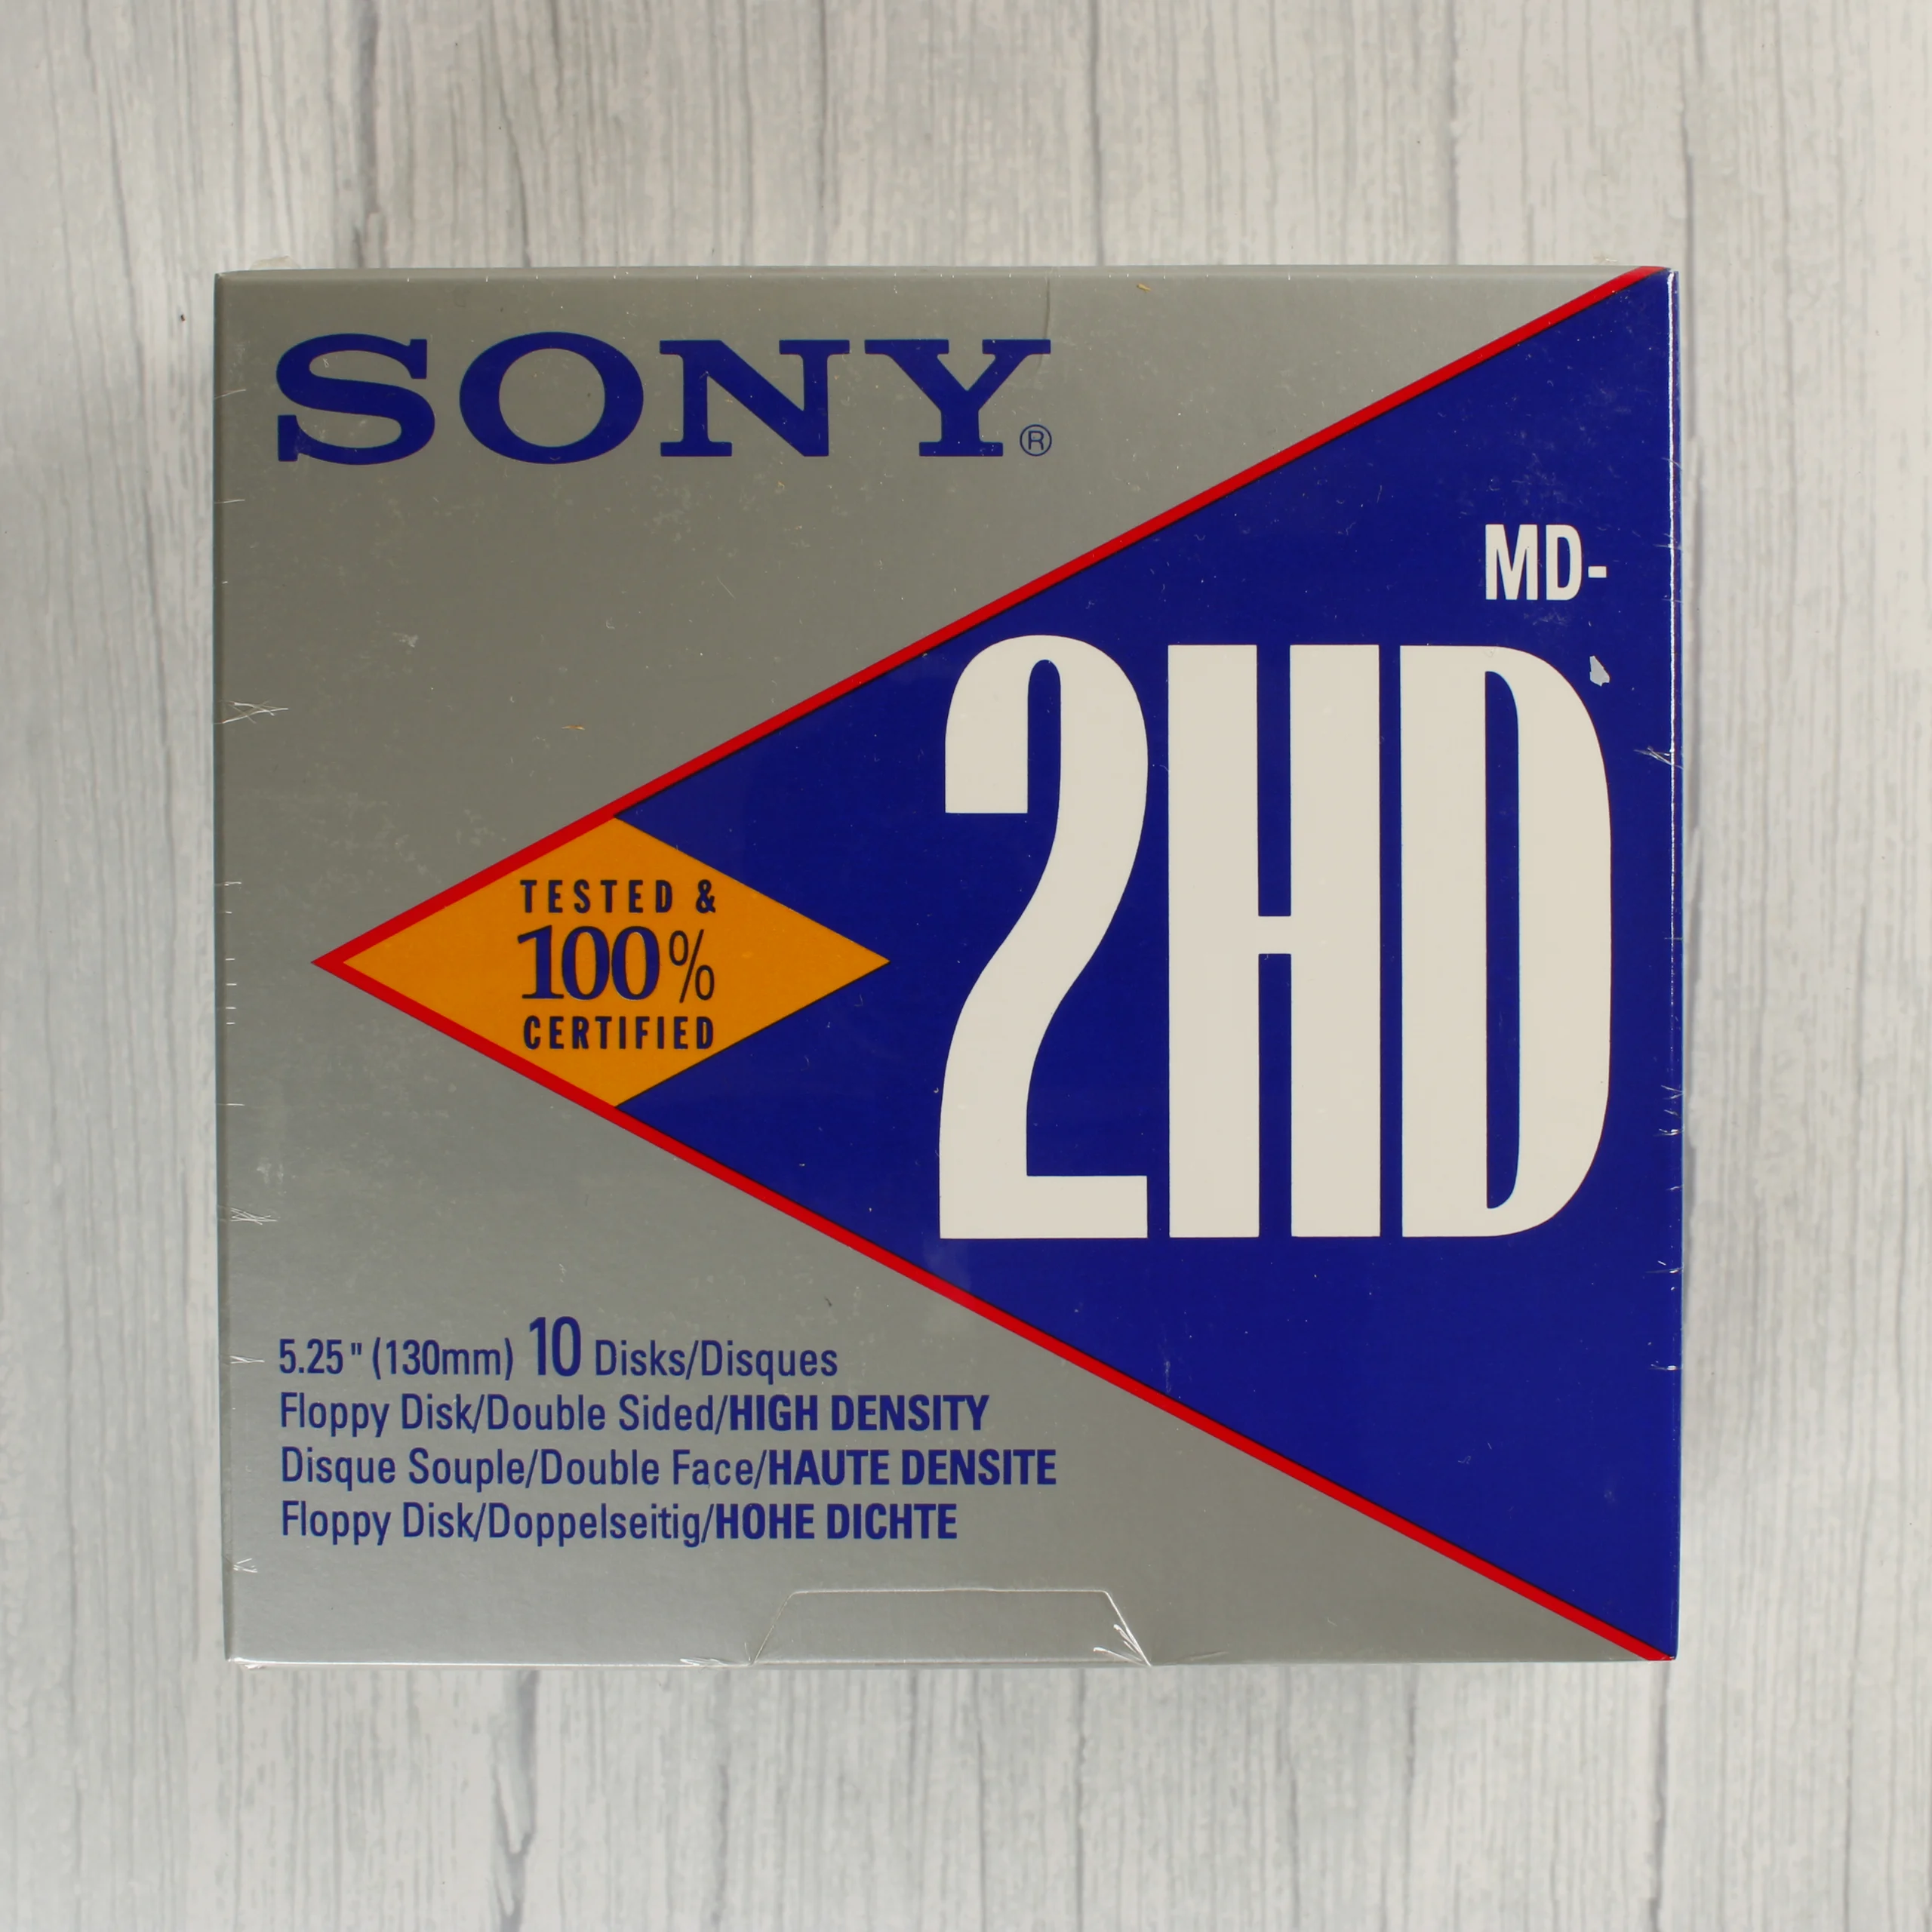 SONY®
MD-
2HD
TESTED &
100%
CERTIFIED
5.25" (130mm) 10 Disks/Disques
Floppy Disk/Double Sided/HIGH DENSITY
Disque Souple/Double Face/HAUTE DENSITE
Floppy Disk/Doppelseitig/HOHE DICHTE